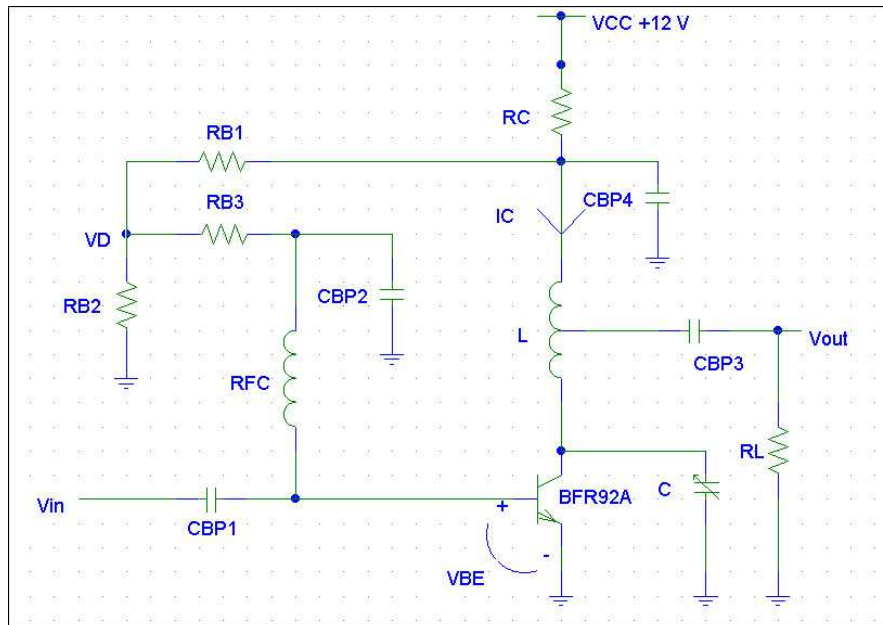 VCC +12 V
RC
RB1
RB3
IC
CBP4
VD
RB2
CBP2
L
Vout
CBP3
RFC
RL
Vin
CBP1
+
BFR92A
C
-
VBE